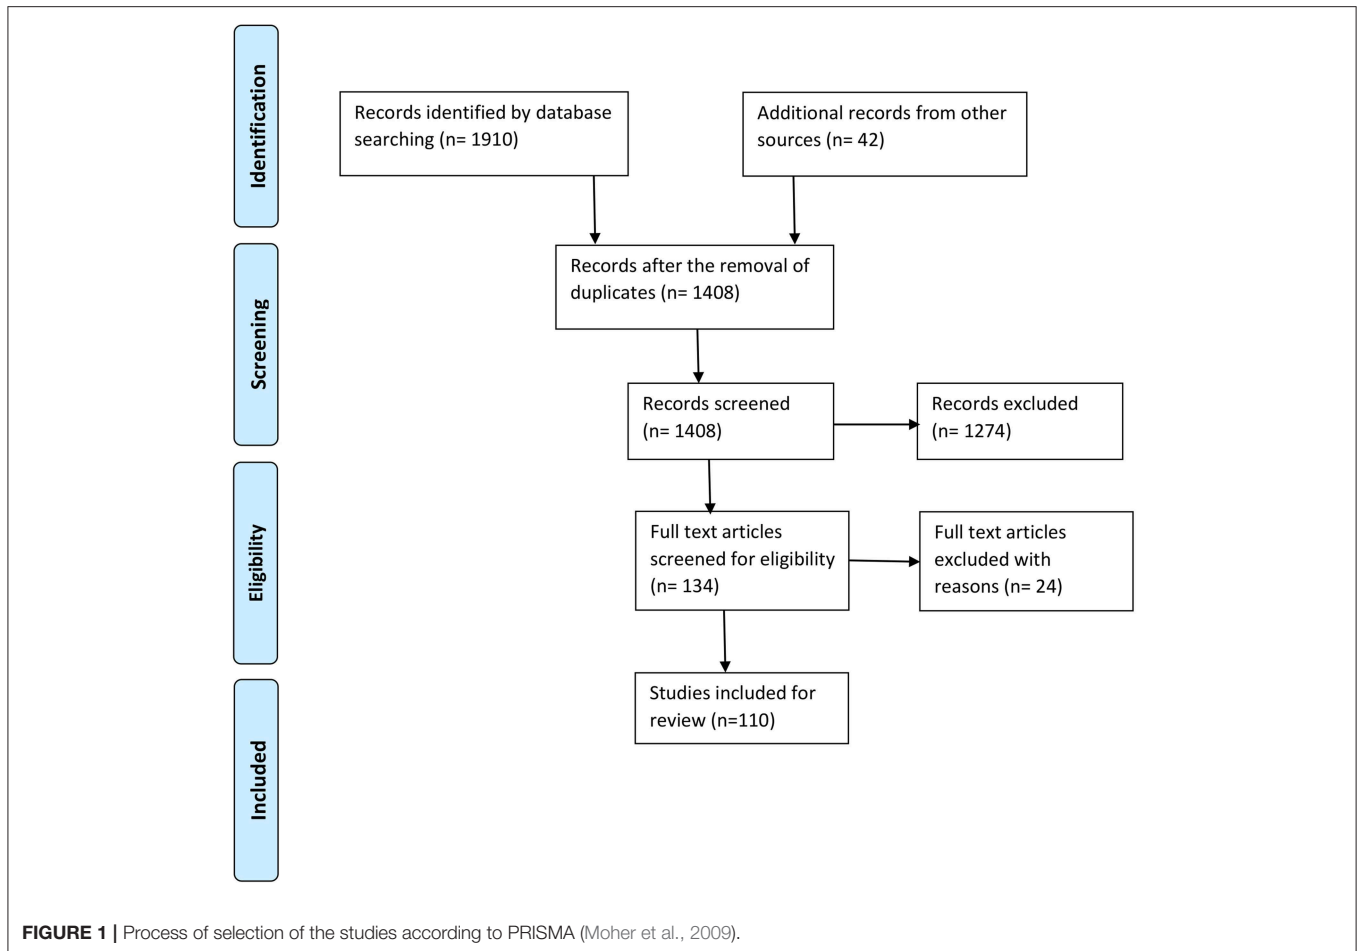 Identification
Records identified by database
searching (n= 1910)
Additional records from other
sources (n= 42)
Screening
Records after the removal of
duplicates (n= 1408)
Records screened
(n= 1408)
Records excluded
(n= 1274)
Eligibility
Full text articles
screened for eligibility
(n= 134)
Full text articles
excluded with
reasons (n= 24)
Included
Studies included for
review (n=110)
FIGURE 1 | Process of selection of the studies according to PRISMA (Moher et al., 2009).